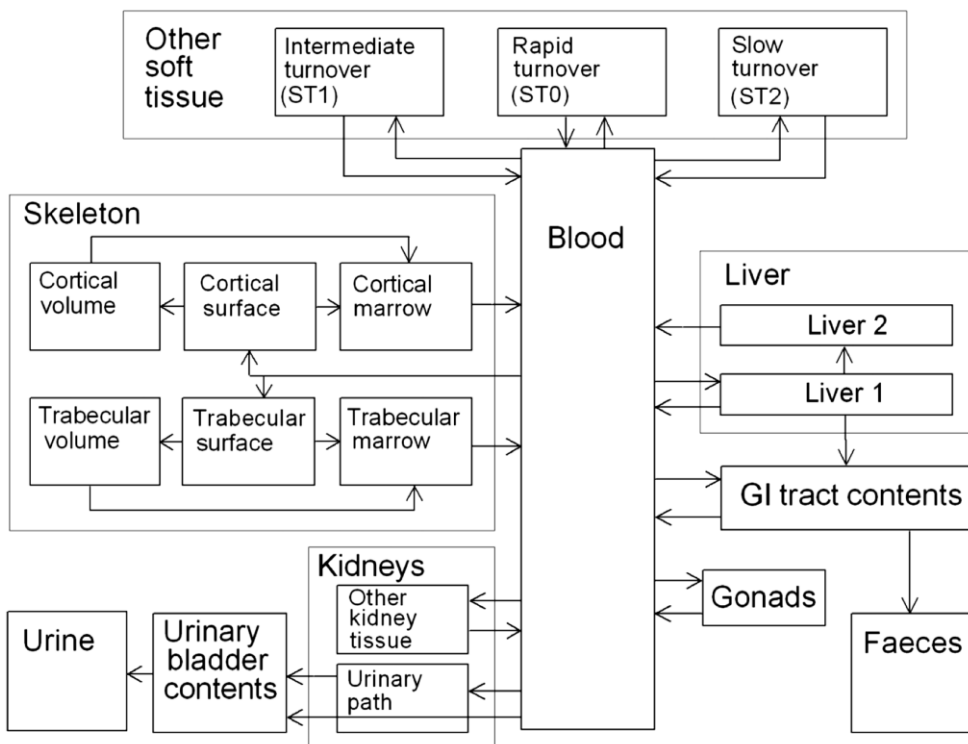 Other
soft
tissue
Intermediate
turnover
(ST1)
Rapid
turnover
(ST0)
Slow
turnover
(ST2)
Blood
Skeleton
Cortical
volume
Cortical
surface
Cortical
marrow
Trabecular
volume
Trabecular
surface
Trabecular
marrow
Liver
Liver 2
Liver 1
GI tract contents
Gonads
Faeces
Kidneys
Other
kidney
tissue
Urinary
path
Urinary
bladder
contents
Urine